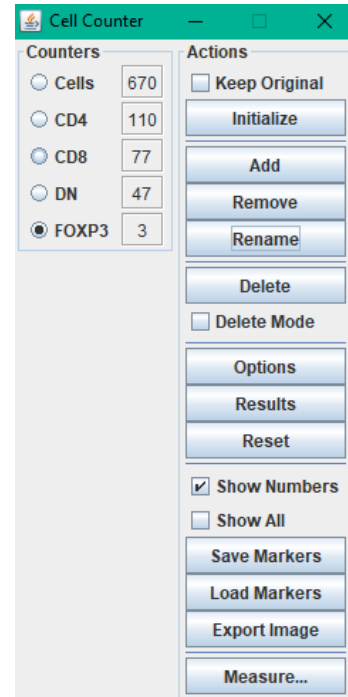 Cell Counter
Counters
Cells 670
CD4 110
CD8 77
DN 47
FOXP3 3
Actions
Keep Original
Initialize
Add
Remove
Rename
Delete
Delete Mode
Options
Results
Reset
Show Numbers
Show All
Save Markers
Load Markers
Export Image
Measure...